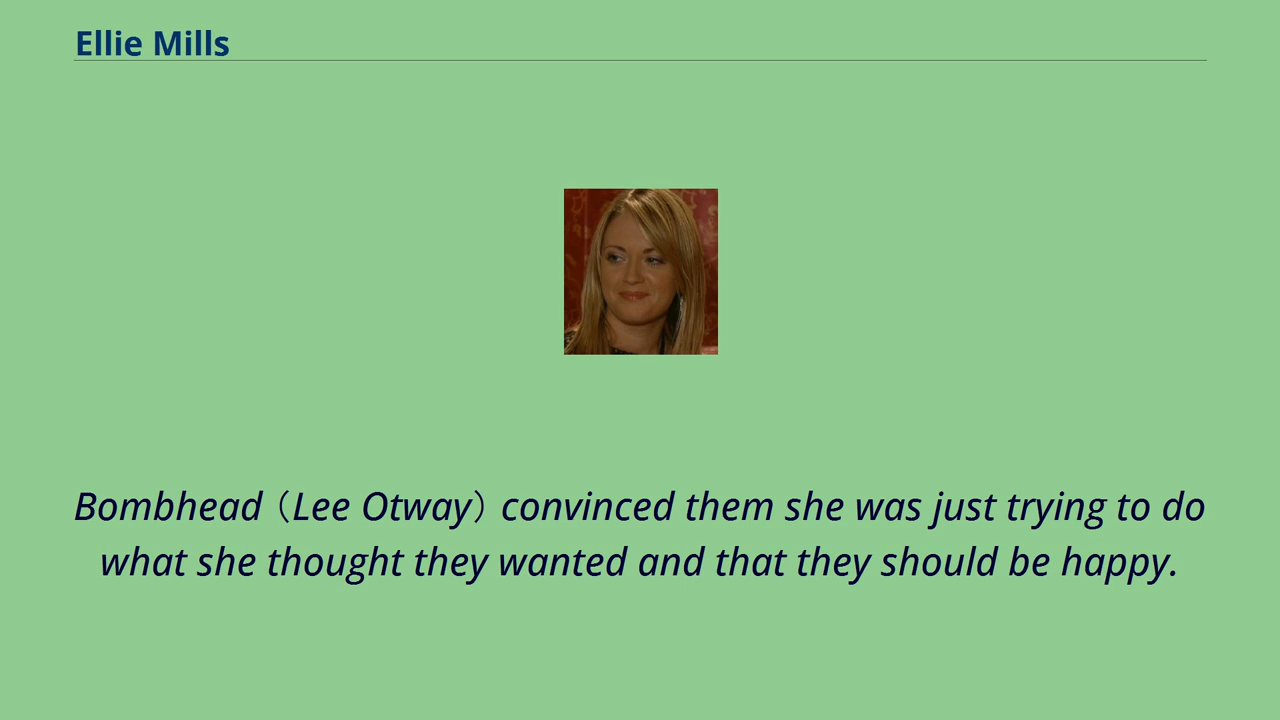 Ellie Mills
Bombhead（Lee Otway）convinced them she was just trying to do
what she thought they wanted and that they should be happy.